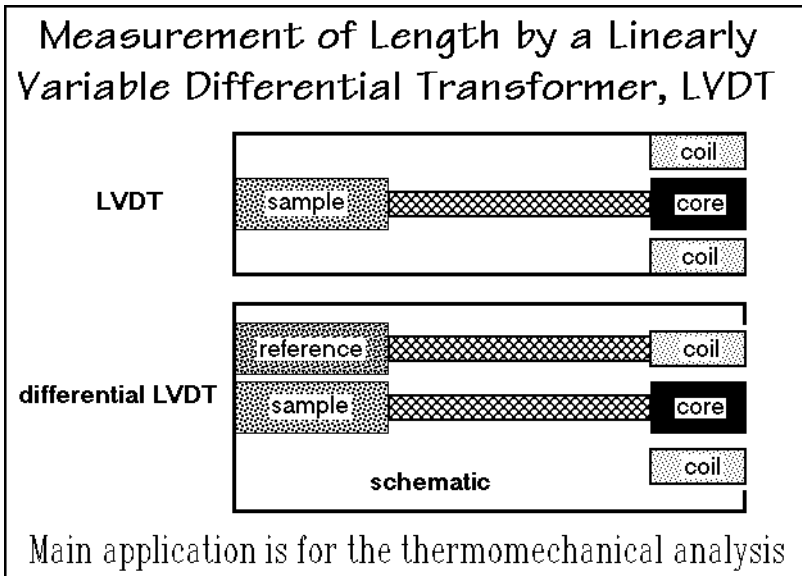 Measurement of Length by a Linearly
Variable Differential Transformer, LVDT
coil
LVDT
sample
core
coil
reference
coil
differential LVDT
sample
core
coil
schematic
Main application is for the thermomechanical analysis